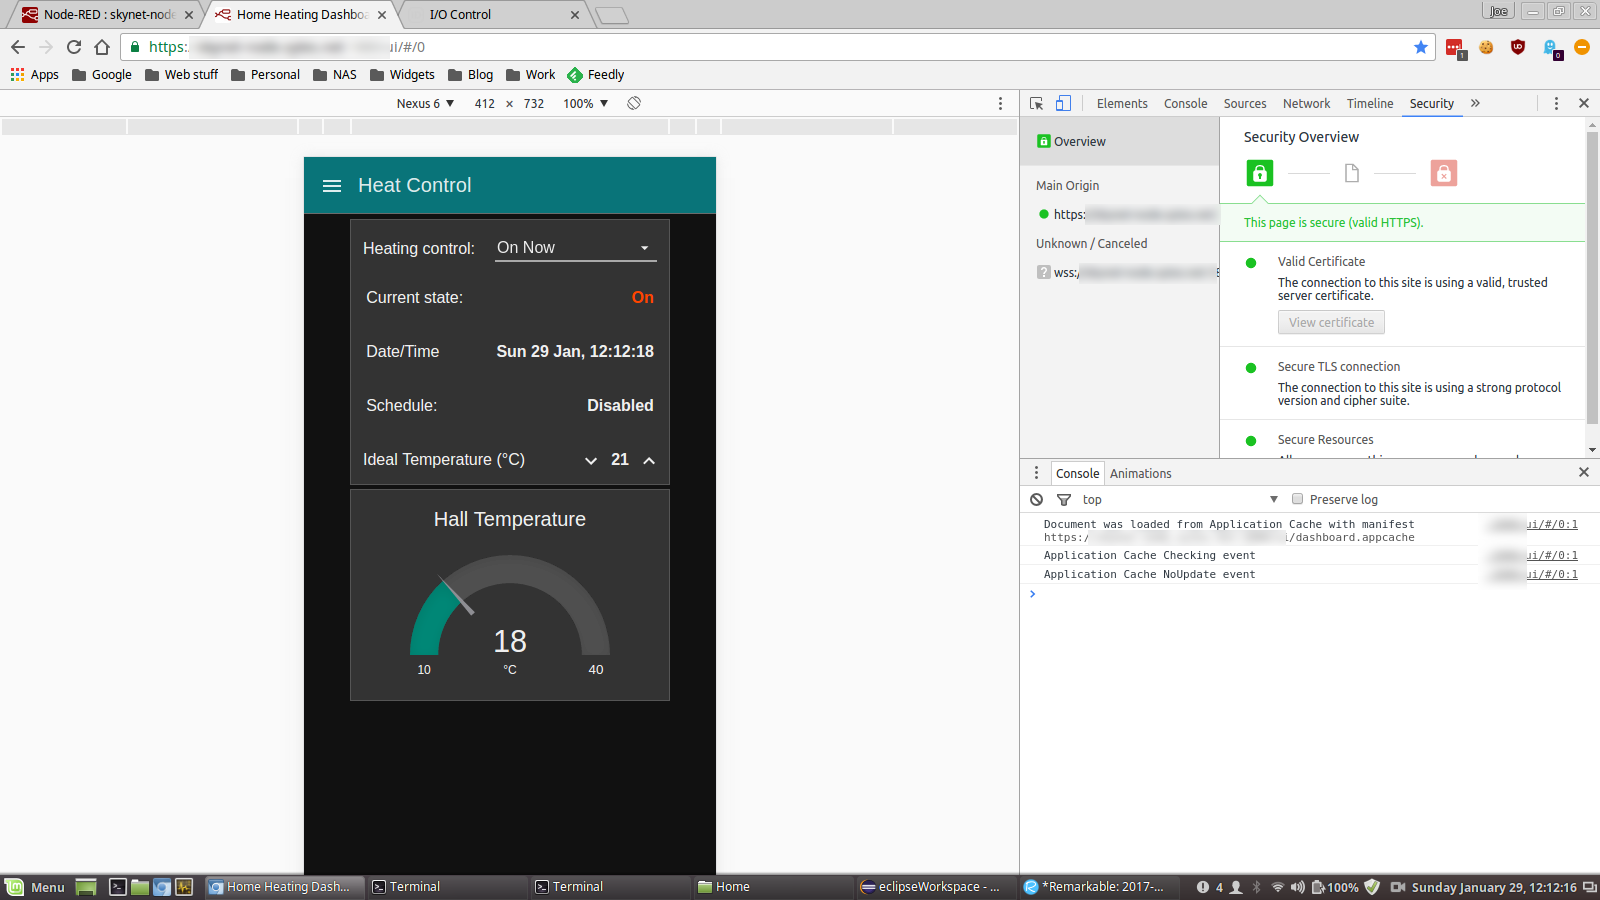 Node-RED : skynet-node
Home Heating Dashbo
I/O Control
Joe
https:
ui/#/0
1
0
Apps
Google
Web stuff
Personal
NAS
Widgets
Blog
Work
Feedly
Nexus 6 ▼ 412 × 732 100% ▼
Elements Console Sources Network Timeline Security »
Heat Control
Heating control: On Now
Current state: On
Date/Time Sun 29 Jan, 12:12:18
Schedule: Disabled
Ideal Temperature (°C) 21
Hall Temperature
18
10 °C 40
Overview
Main Origin
https:
Unknown / Canceled
wss:/
Security Overview
This page is secure (valid HTTPS).
Valid Certificate
The connection to this site is using a valid, trusted
server certificate.
View certificate
Secure TLS connection
The connection to this site is using a strong protocol
version and cipher suite.
Secure Resources
Console Animations
top ▼ Preserve log
Document was loaded from Application Cache with manifest ui/#/0:1
https:/ /dashboard.appcache
Application Cache Checking event ui/#/0:1
Application Cache NoUpdate event ui/#/0:1
Menu
Home Heating Dash...
Terminal
Terminal
Home
eclipseWorkspace - ...
*Remarkable: 2017-...
4
100%
Sunday January 29, 12:12:16